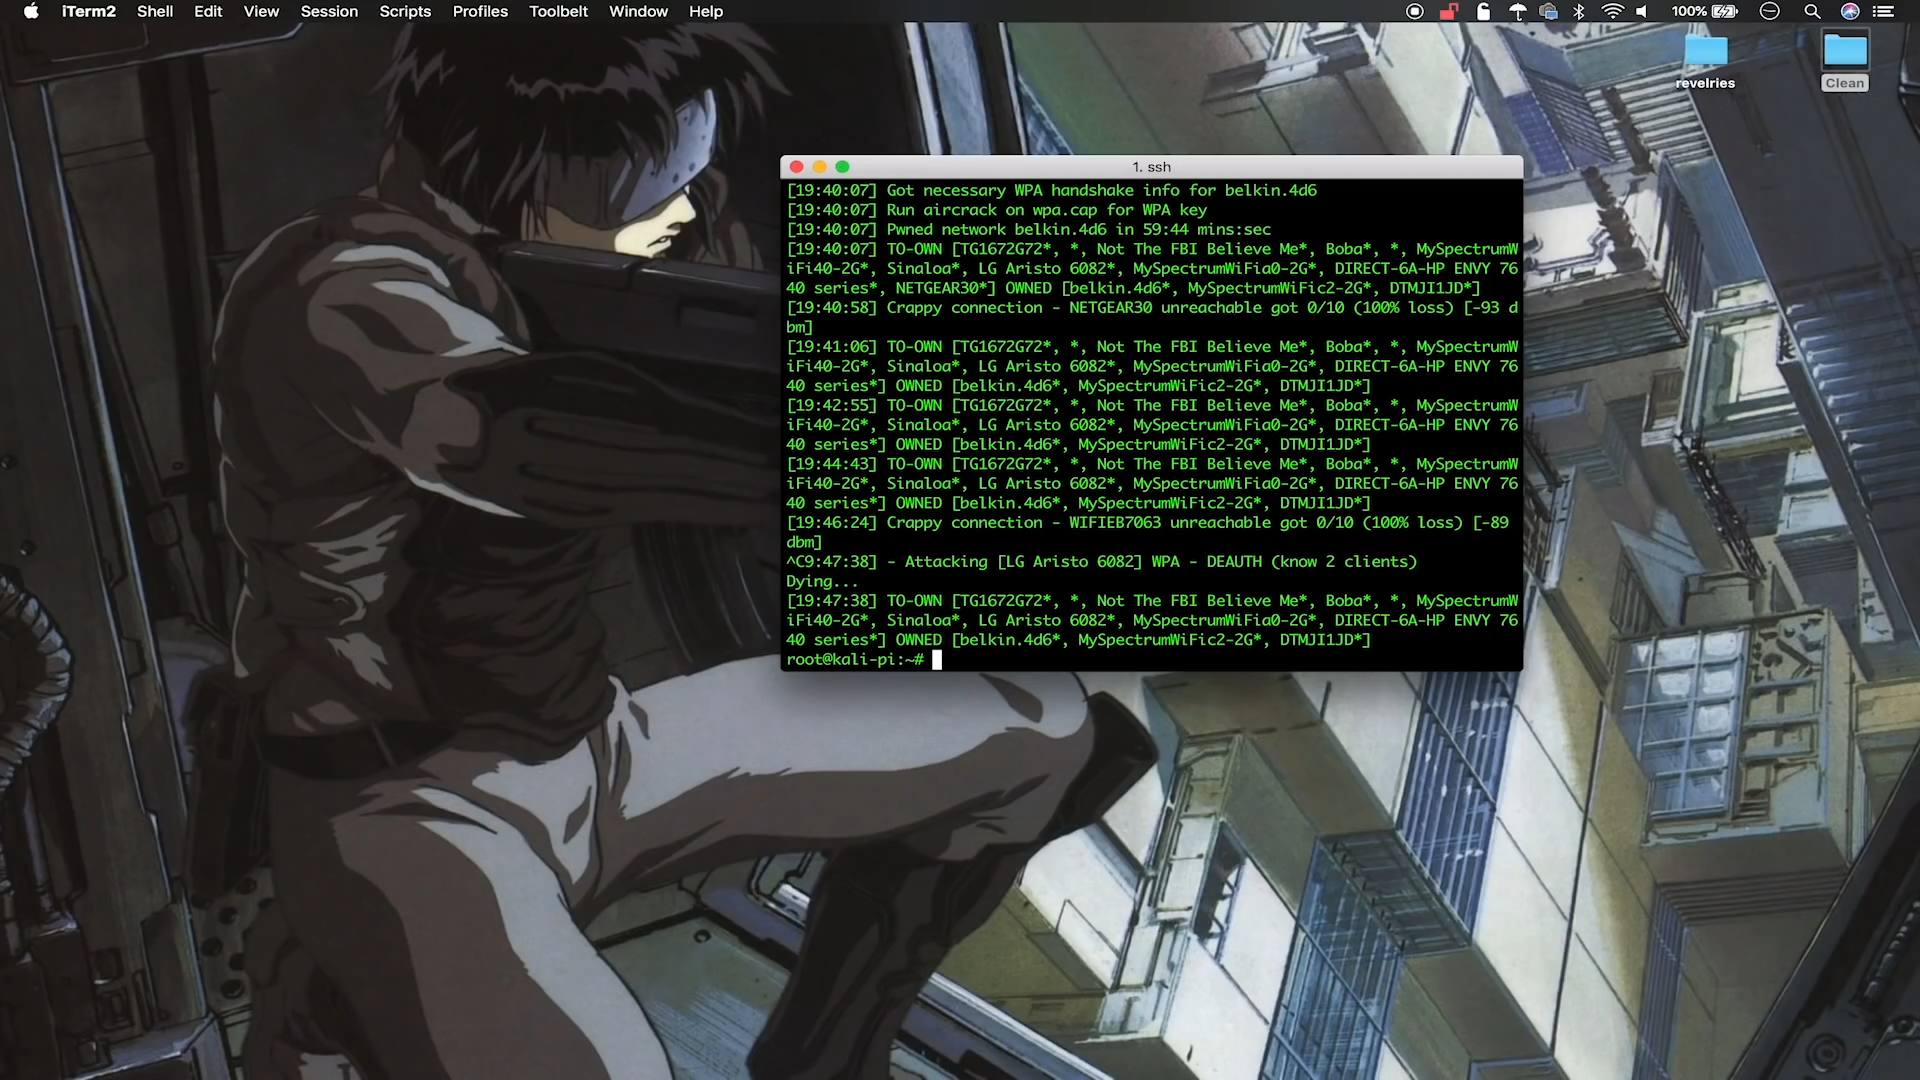 iTerm2 Shell Edit View Session Scripts Profiles Toolbelt Window Help 100%
revelries
Clean
1. ssh
[19:40:07] Got necessary WPA handshake info for belkin.4d6
[19:40:07] Run aircrack on wpa.cap for WPA key
[19:40:07] Pwned network belkin.4d6 in 59:44 mins:sec
[19:40:07] TO-OWN [TG1672G72*, *, Not The FBI Believe Me*, Boba*, *, MySpectrumW
iFi40-2G*, Sinaloa*, LG Aristo 6082*, MySpectrumWiFia0-2G*, DIRECT-6A-HP ENVY 76
40 series*, NETGEAR30*] OWNED [belkin.4d6*, MySpectrumWiFic2-2G*, DTMJI1JD*]
[19:40:58] Crappy connection - NETGEAR30 unreachable got 0/10 (100% loss) [-93 d
bm]
[19:41:06] TO-OWN [TG1672G72*, *, Not The FBI Believe Me*, Boba*, *, MySpectrumW
iFi40-2G*, Sinaloa*, LG Aristo 6082*, MySpectrumWiFia0-2G*, DIRECT-6A-HP ENVY 76
40 series*] OWNED [belkin.4d6*, MySpectrumWiFic2-2G*, DTMJI1JD*]
[19:42:55] TO-OWN [TG1672G72*, *, Not The FBI Believe Me*, Boba*, *, MySpectrumW
iFi40-2G*, Sinaloa*, LG Aristo 6082*, MySpectrumWiFia0-2G*, DIRECT-6A-HP ENVY 76
40 series*] OWNED [belkin.4d6*, MySpectrumWiFic2-2G*, DTMJI1JD*]
[19:44:43] TO-OWN [TG1672G72*, *, Not The FBI Believe Me*, Boba*, *, MySpectrumW
iFi40-2G*, Sinaloa*, LG Aristo 6082*, MySpectrumWiFia0-2G*, DIRECT-6A-HP ENVY 76
40 series*] OWNED [belkin.4d6*, MySpectrumWiFic2-2G*, DTMJI1JD*]
[19:46:24] Crappy connection - WIFIEB7063 unreachable got 0/10 (100% loss) [-89
dbm]
^C9:47:38] - Attacking [LG Aristo 6082] WPA - DEAUTH (know 2 clients)
Dying...
[19:47:38] TO-OWN [TG1672G72*, *, Not The FBI Believe Me*, Boba*, *, MySpectrumW
iFi40-2G*, Sinaloa*, LG Aristo 6082*, MySpectrumWiFia0-2G*, DIRECT-6A-HP ENVY 76
40 series*] OWNED [belkin.4d6*, MySpectrumWiFic2-2G*, DTMJI1JD*]
root@kali-pi:~#